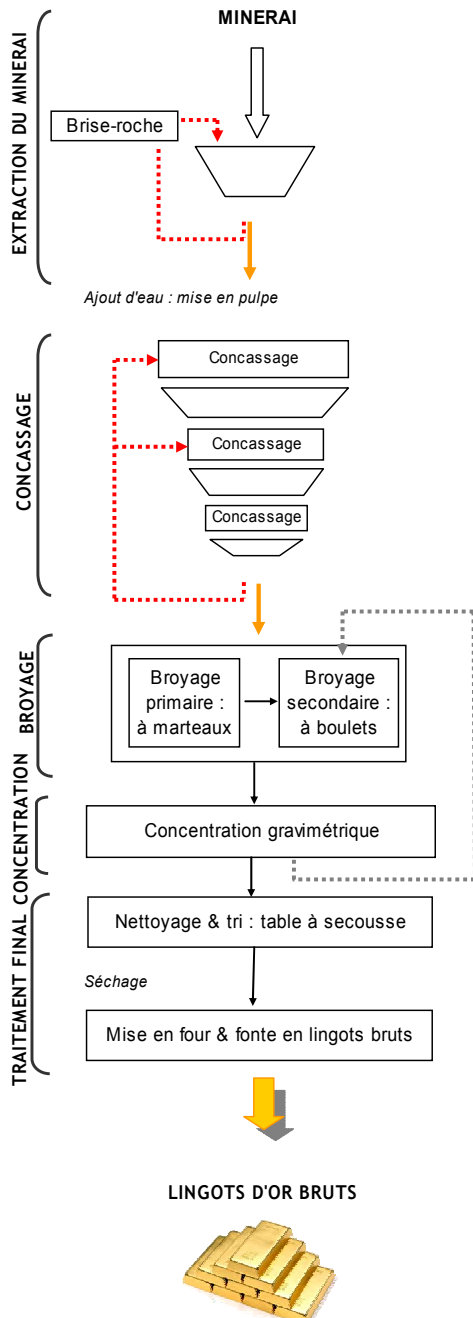 MINERAI
EXTRACTION DU MINERAI
Brise-roche
Ajout d'eau : mise en pulpe
CONCASSAGE
Concassage
Concassage
Concassage
BROYAGE
Broyage
primaire :
à marteaux
Broyage
secondaire :
à boulets
CONCENTRATION
Concentration gravimétrique
TRAITEMENT FINAL
Nettoyage & tri : table à secousse
Séchage
Mise en four & fonte en lingots bruts
LINGOTS D'OR BRUTS